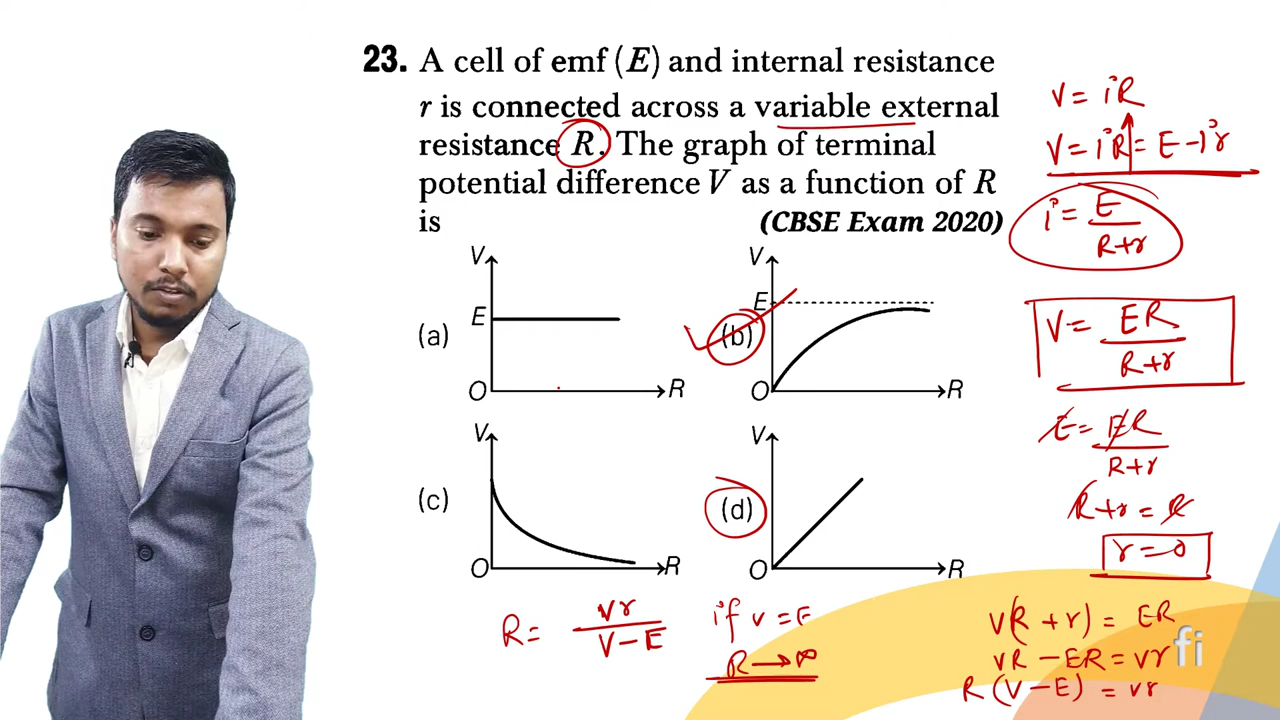 23. A cell of emf (E) and internal resistance
r is connected across a variable external
resistance R. The graph of terminal
potential difference V as a function of R
is (CBSE Exam 2020)
(a) V E O R
(b) V E O R
(c) V O R
(d) V O R
V = iR
V = iR = E - ir
i = E / R+r
V = ER / R+r
E = ER / R+r
R+r = R
r = 0
V(R + r) = ER
VR - ER = Vr
R(V - E) = Vr
R = Vr / V - E
if V = E
R → ∞
fi